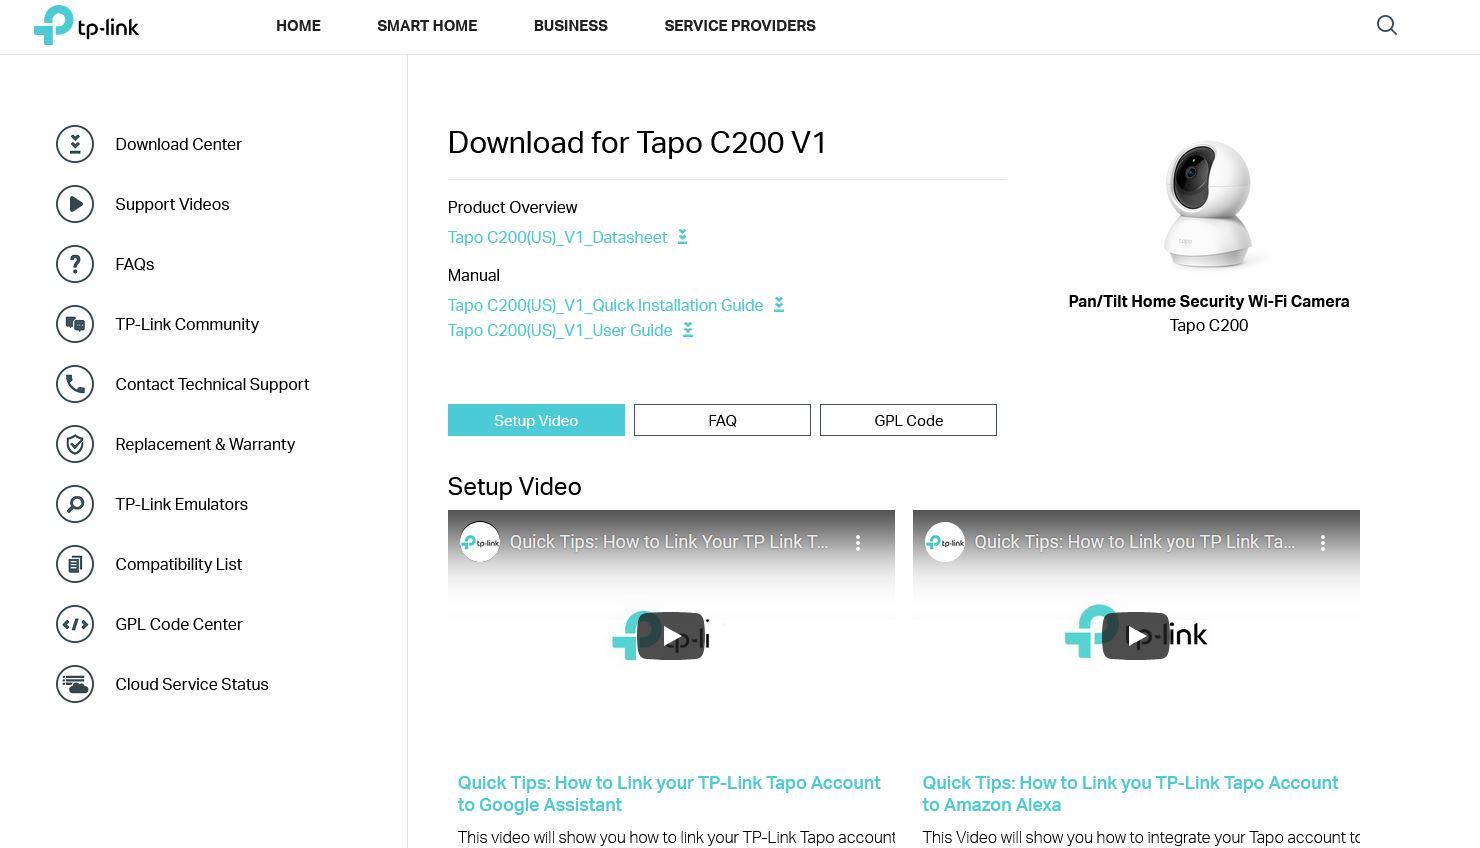 tp-link
HOME
SMART HOME
BUSINESS
SERVICE PROVIDERS
Download Center
Support Videos
FAQs
TP-Link Community
Contact Technical Support
Replacement & Warranty
TP-Link Emulators
Compatibility List
GPL Code Center
Cloud Service Status
Download for Tapo C200 V1
Product Overview
Tapo C200(US)_V1_Datasheet
Manual
Tapo C200(US)_V1_Quick Installation Guide
Tapo C200(US)_V1_User Guide
tapo
Pan/Tilt Home Security Wi-Fi Camera
Tapo C200
Setup Video
FAQ
GPL Code
Setup Video
tp-link
Quick Tips: How to Link Your TP Link T...
tp-li
Quick Tips: How to Link your TP-Link Tapo Account
to Google Assistant
This video will show you how to link your TP-Link Tapo account
tp-link
Quick Tips: How to Link you TP Link Ta...
tp-link
Quick Tips: How to Link you TP-Link Tapo Account
to Amazon Alexa
This Video will show you how to integrate your Tapo account to